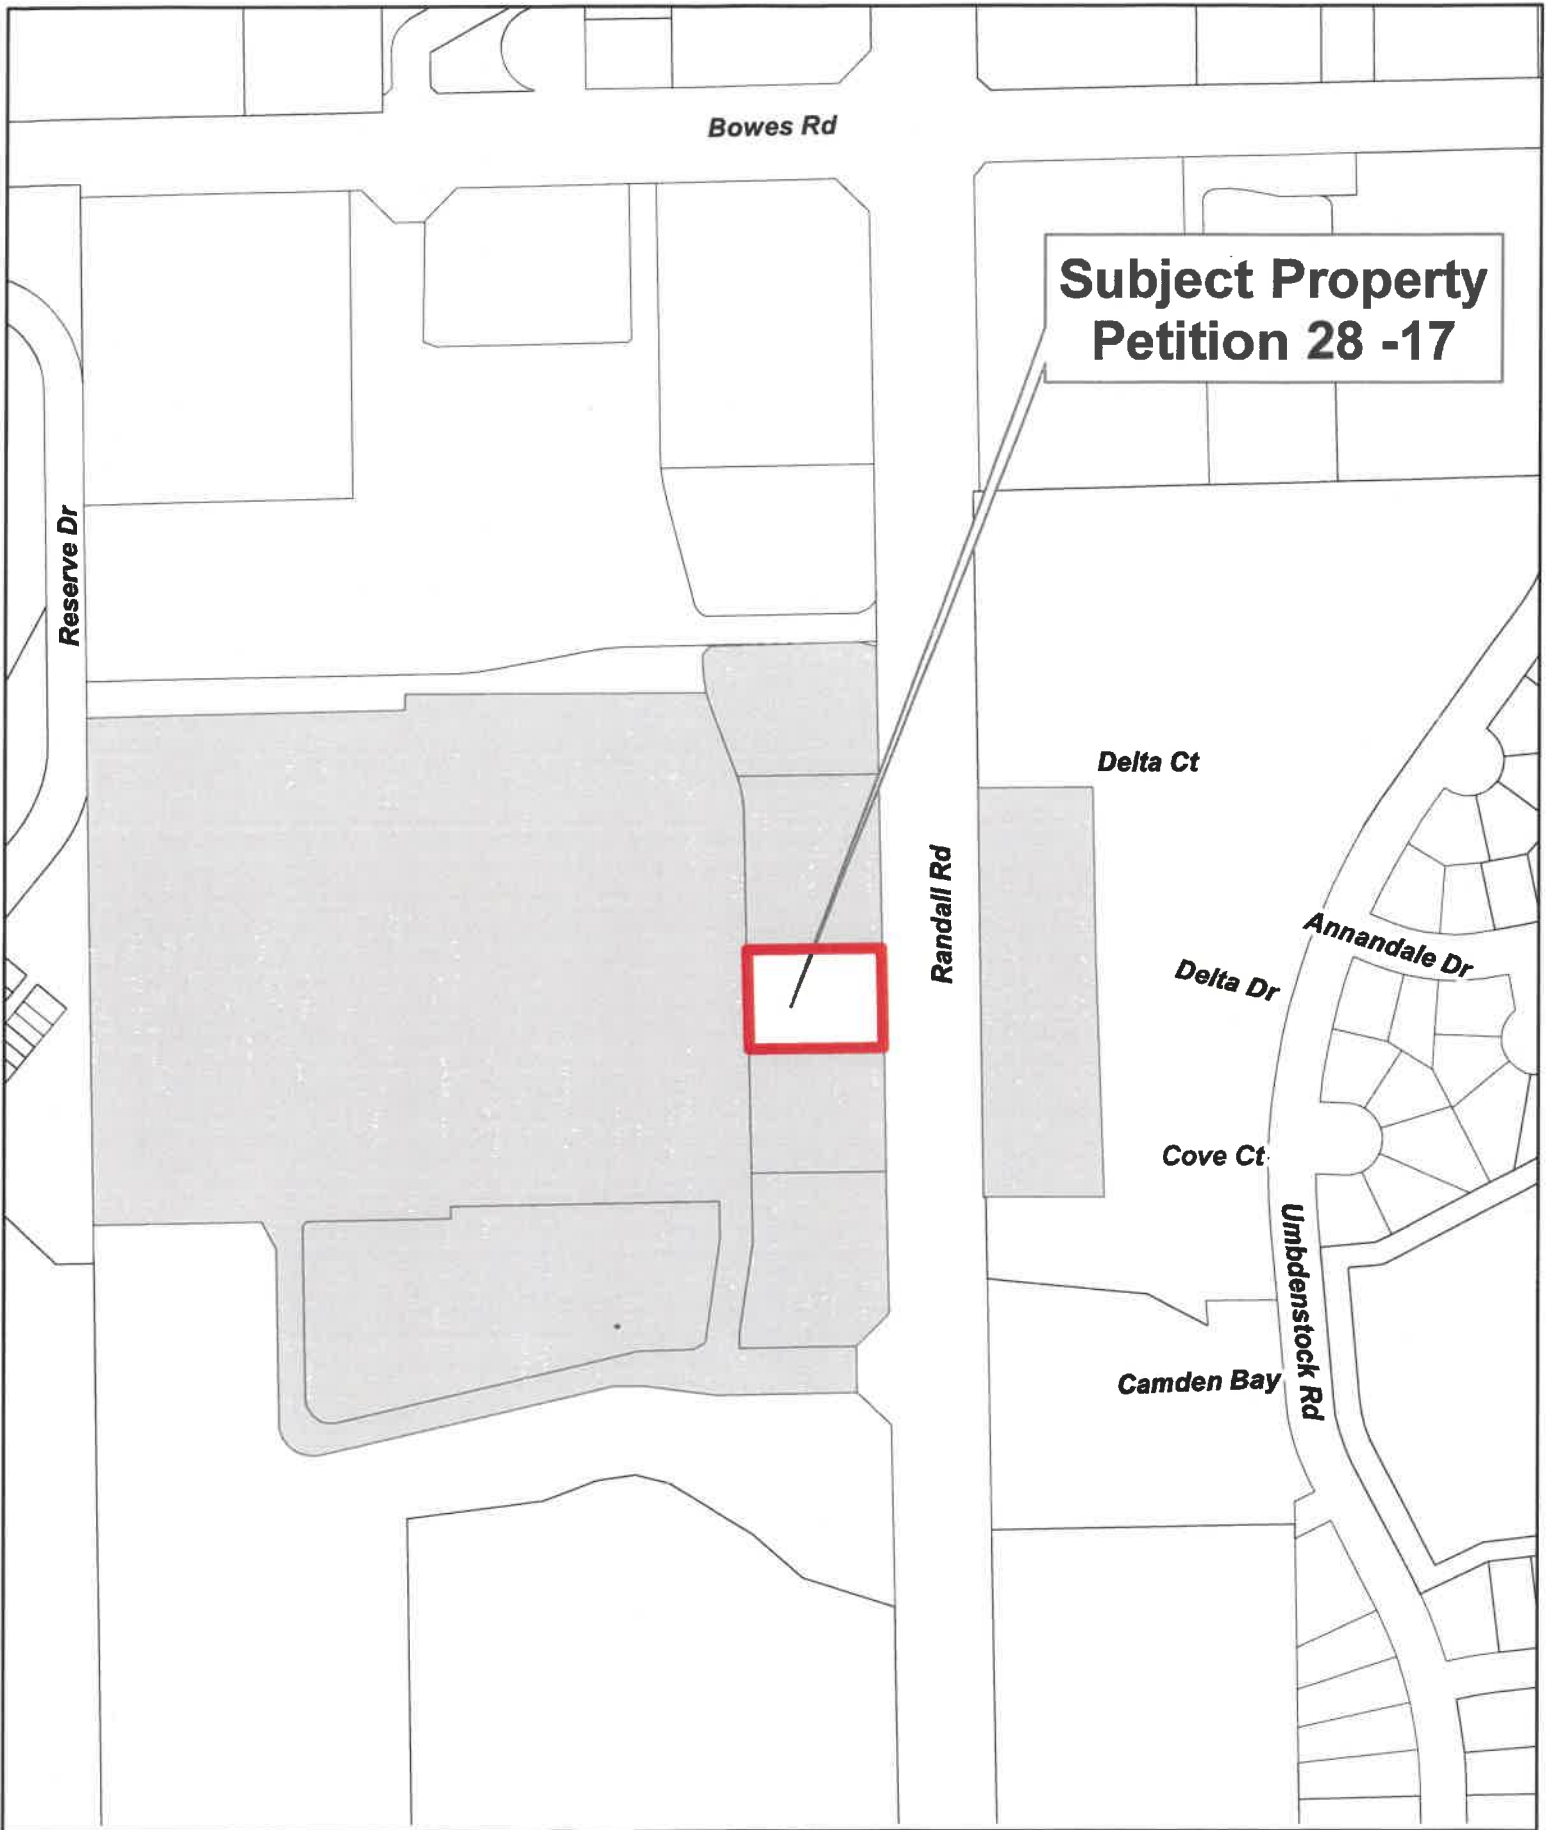 Bowes Rd
Subject Property
Petition 28 -17
Reserve Dr
Delta Ct
Randall Rd
Annandale Dr
Delta Dr
Cove Ct
Umbdenstock Rd
Camden Bay